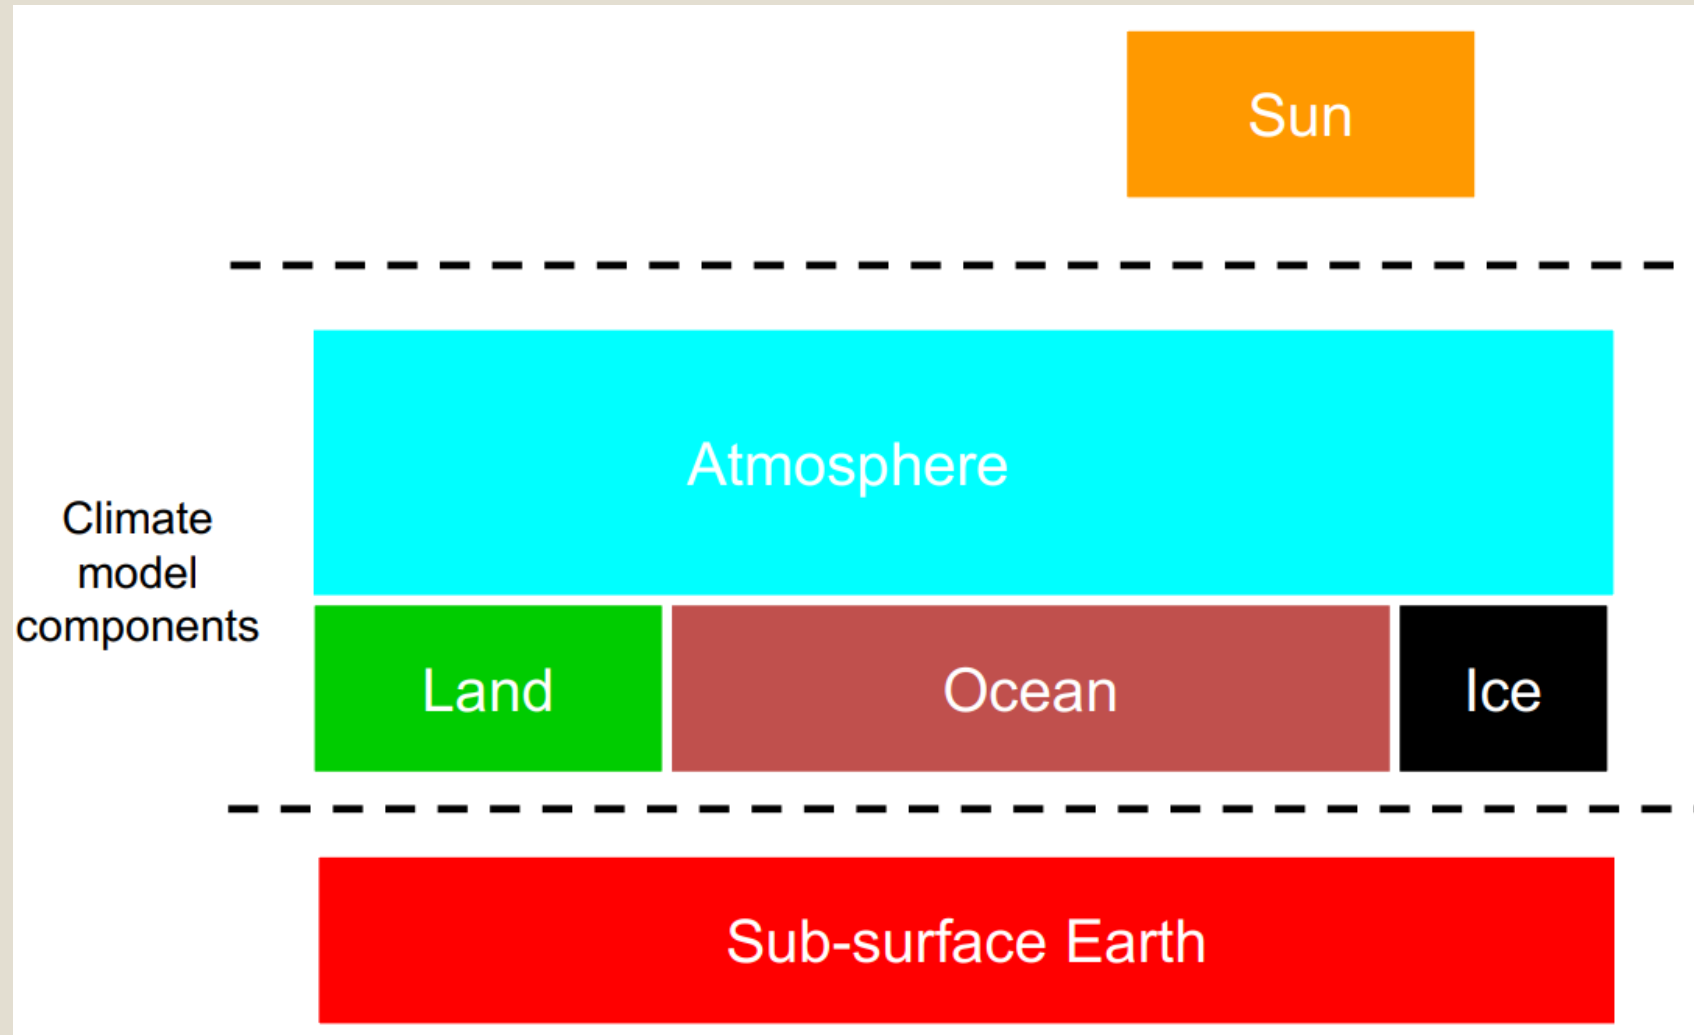 Sun
Atmosphere
Climate
model
components
Land
Ocean
Ice
Sub-surface Earth